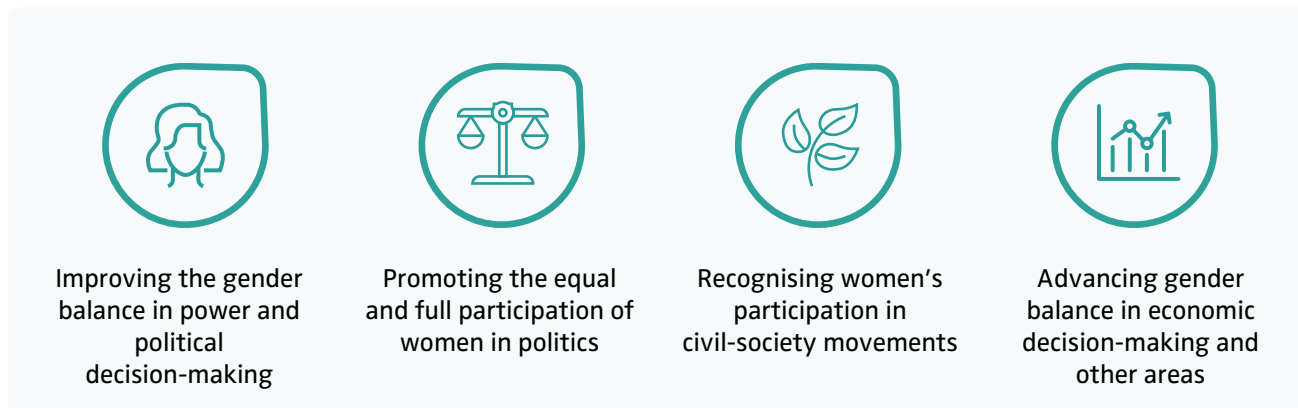 Improving the gender
balance in power and
political
decision-making
Promoting the equal
and full participation of
women in politics
Recognising women’s
participation in
civil-society movements
Advancing gender
balance in economic
decision-making and
other areas